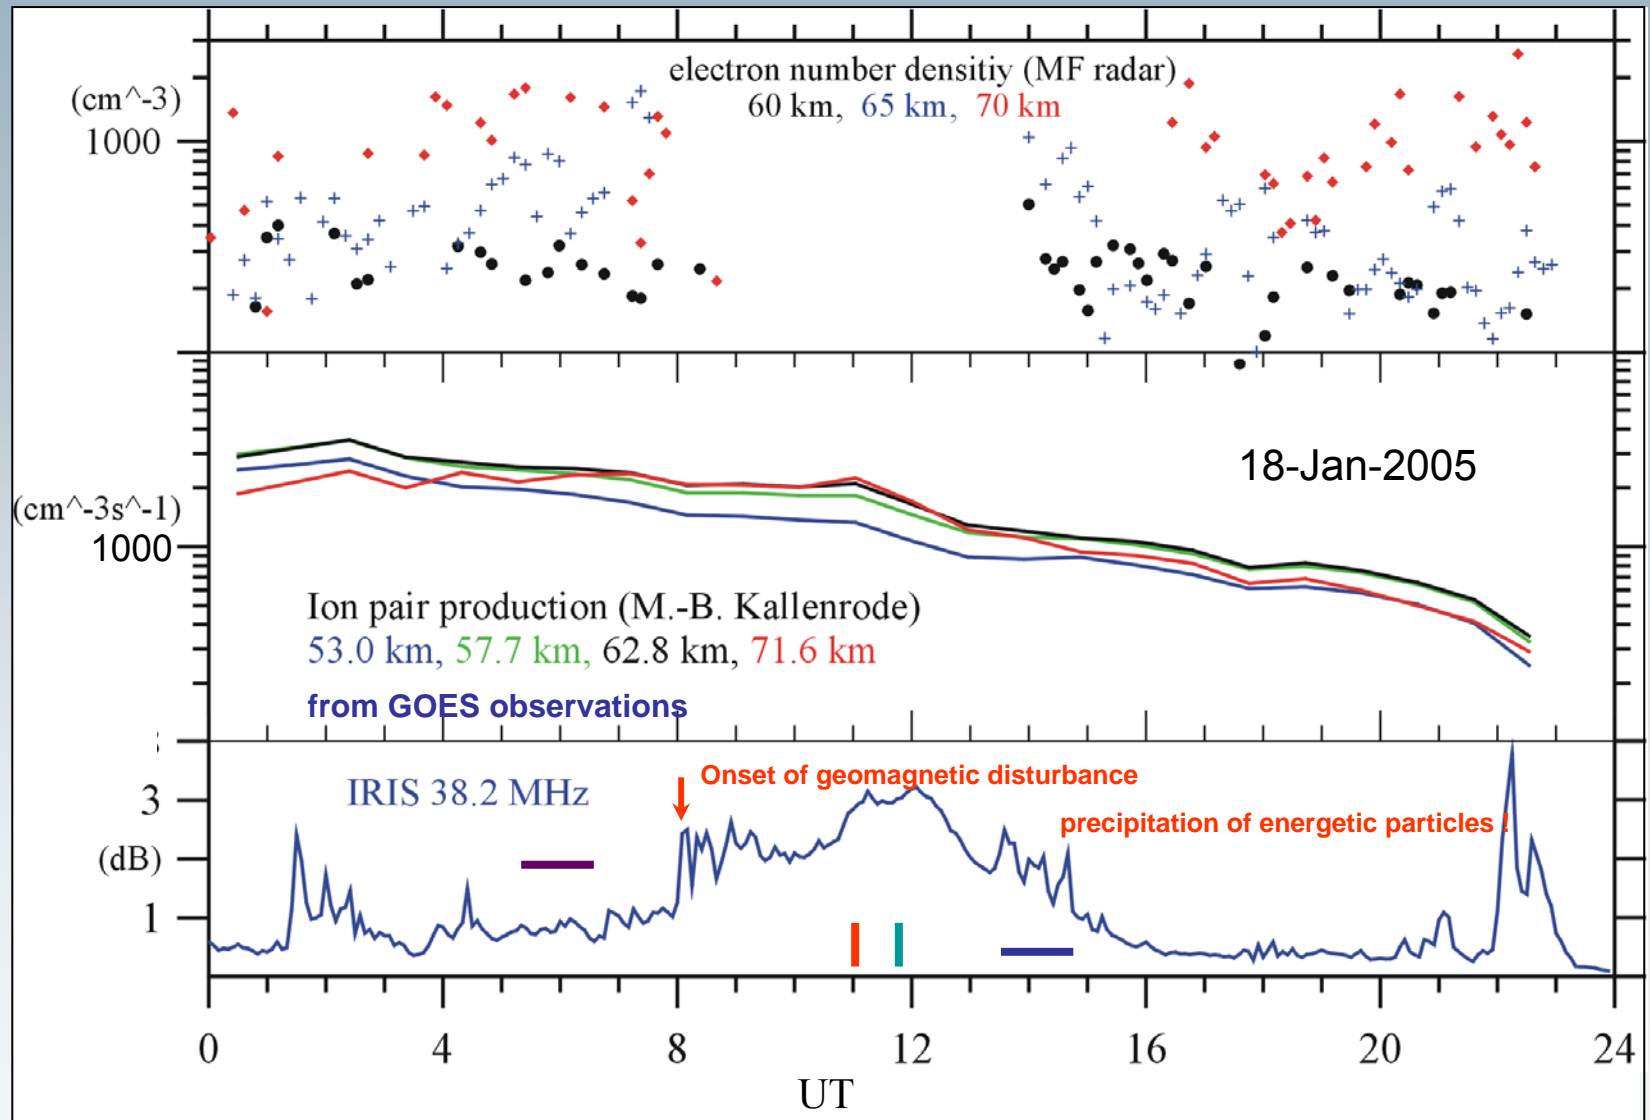 electron number densitiy (MF radar)
60 km, 65 km, 70 km
(cm^-3)
1000
18-Jan-2005
(cm^-3s^-1)
1000
Ion pair production (M.-B. Kallenrode)
53.0 km, 57.7 km, 62.8 km, 71.6 km
from GOES observations
IRIS 38.2 MHz
Onset of geomagnetic disturbance
precipitation of energetic particles !
3
(dB)
1
0 4 8 12 16 20 24
UT